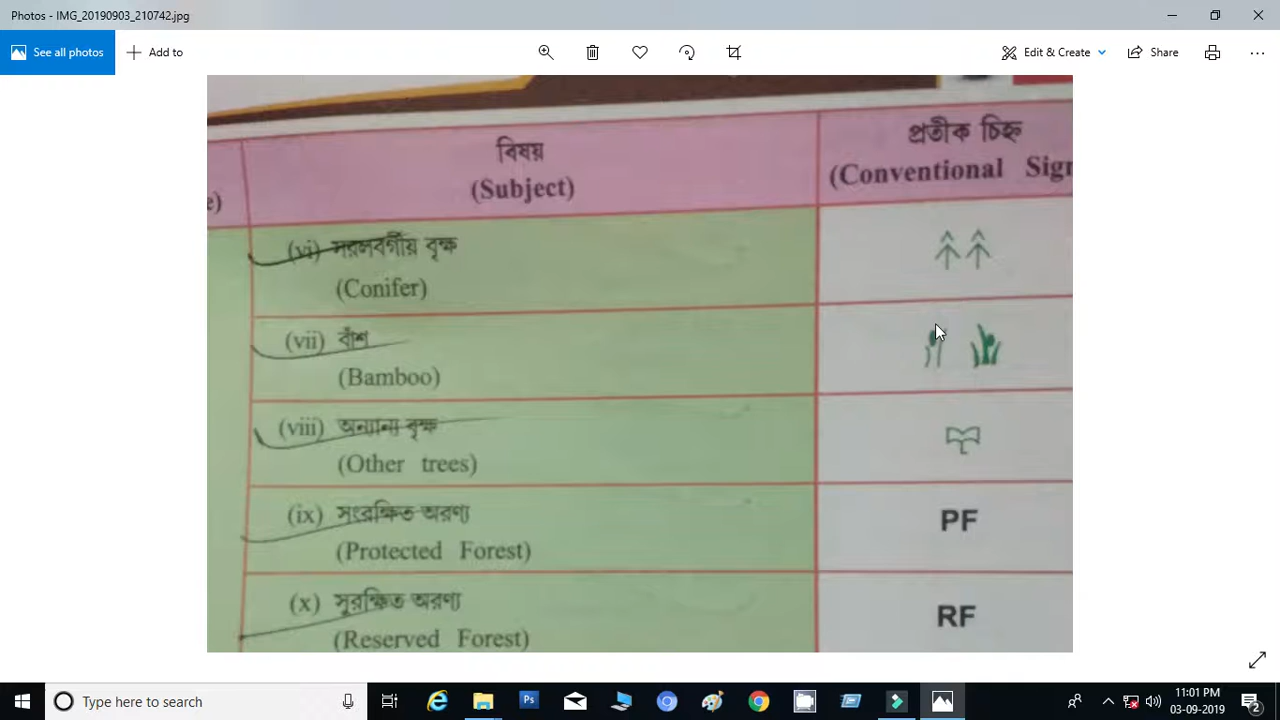 Photos - IMG_20190903_210742.jpg
See all photos
Add to
Edit & Create
Share
বিষয়
(Subject)
প্রতীক চিহ্ন
(Conventional Sign
e)
(vi) সরলবর্গীয় বৃক্ষ
(Conifer)
(vii) বাঁশ
(Bamboo)
(viii) অন্যান্য বৃক্ষ
(Other trees)
(ix) সংরক্ষিত অরণ্য
(Protected Forest)
PF
(x) সুরক্ষিত অরণ্য
(Reserved Forest)
RF
Type here to search
11:01 PM
03-09-2019
2